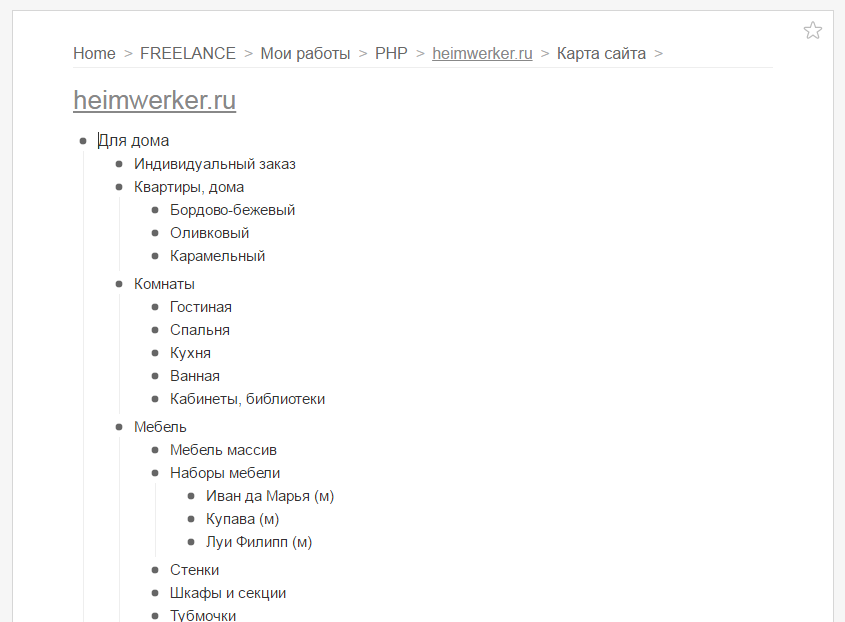 Home > FREELANCE > Мои работы > PHP > heimwerker.ru > Карта сайта >
heimwerker.ru
Для дома
Индивидуальный заказ
Квартиры, дома
Бордово-бежевый
Оливковый
Карамельный
Комнаты
Гостиная
Спальня
Кухня
Ванная
Кабинеты, библиотеки
Мебель
Мебель массив
Наборы мебели
Иван да Марья (м)
Купава (м)
Луи Филипп (м)
Стенки
Шкафы и секции
Тубмочки